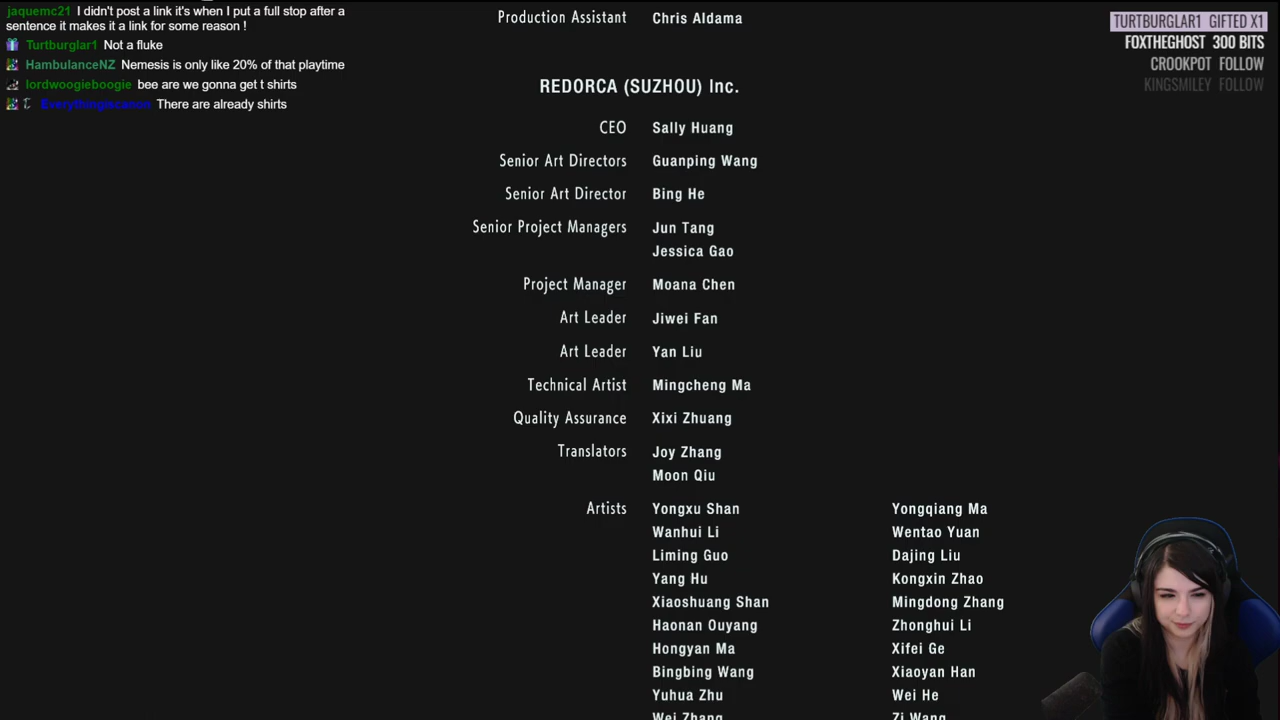 jaquemc21 I didn't post a link it's when I put a full stop after a
sentence it makes it a link for some reason !
Turtburglar1 Not a fluke
HambulanceNZ Nemesis is only like 20% of that playtime
lordwoogieboogie bee are we gonna get t shirts
Everythingiscanon There are already shirts
TURTBURGLAR1 GIFTED X1
FOXTHEGHOST 300 BITS
CROOKPOT FOLLOW
KINGSMILEY FOLLOW
Production Assistant Chris Aldama
REDORCA (SUZHOU) Inc.
CEO Sally Huang
Senior Art Directors Guanping Wang
Senior Art Director Bing He
Senior Project Managers Jun Tang
Jessica Gao
Project Manager Moana Chen
Art Leader Jiwei Fan
Art Leader Yan Liu
Technical Artist Mingcheng Ma
Quality Assurance Xixi Zhuang
Translators Joy Zhang
Moon Qiu
Artists Yongxu Shan Yongqiang Ma
Wanhui Li Wentao Yuan
Liming Guo Dajing Liu
Yang Hu Kongxin Zhao
Xiaoshuang Shan Mingdong Zhang
Haonan Ouyang Zhonghui Li
Hongyan Ma Xifei Ge
Bingbing Wang Xiaoyan Han
Yuhua Zhu Wei He
Wei Zhang Zi Wang